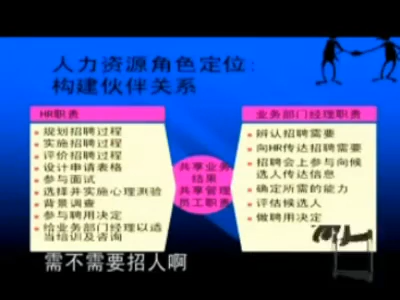 人力资源角色定位:
构建伙伴关系
HR职责
规划招聘过程
实施招聘过程
评价招聘过程
设计申请表格
参与面试
选择并实施心理测验
背景调查
参与聘用决定
给业务部门经理以适
当培训及咨询
共享业务
结果
共享管理
员工职责
业务部门经理职责
辨认招聘需要
向HR传达招聘需要
招聘会上参与向候
选人传达信息
确定所需的能力
评估候选人
做聘用决定
需不需要招人啊